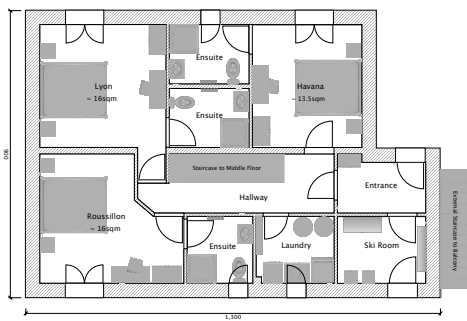 Ensuite
Lyon
~ 16sqm
Havana
~ 13.5sqm
Ensuite
900
Staircase to Middle Floor
Entrance
Hallway
External Staircase to Balcony
Roussillon
~ 16sqm
Ensuite
Laundry
Ski Room
1,300